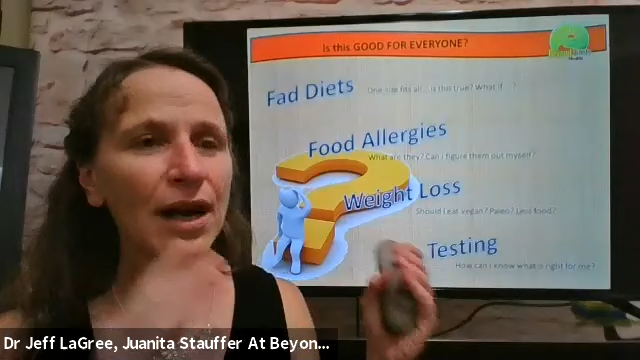 Is this GOOD FOR EVERYONE?
Fad Diets
One size fits all... is this true? What if
Food Allergies
What are they? Can I figure them out myself?
Weight Loss
Should I eat vegan? Paleo? Less food?
Testing
How can I know what is right for me?
Dr Jeff LaGree, Juanita Stauffer At Beyon...